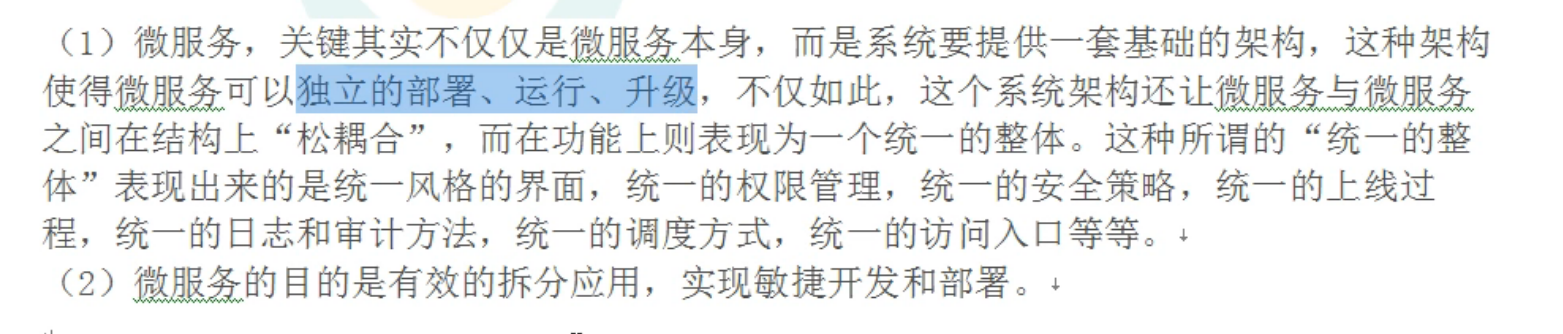 （1）微服务，关键其实不仅仅是微服务本身，而是系统要提供一套基础的架构，这种架构
使得微服务可以独立的部署、运行、升级，不仅如此，这个系统架构还让微服务与微服务
之间在结构上“松耦合”，而在功能上则表现为一个统一的整体。这种所谓的“统一的整
体”表现出来的是统一风格的界面，统一的权限管理，统一的安全策略，统一的上线过
程，统一的日志和审计方法，统一的调度方式，统一的访问入口等等。↓
（2）微服务的目的是有效的拆分应用，实现敏捷开发和部署。↓